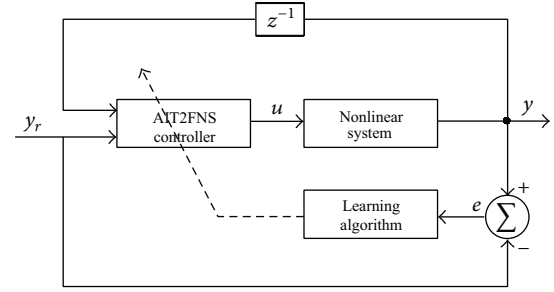 z⁻¹
y_r
AIT2FNS
controller
u
Nonlinear
system
y
Learning
algorithm
e
+
∑
−